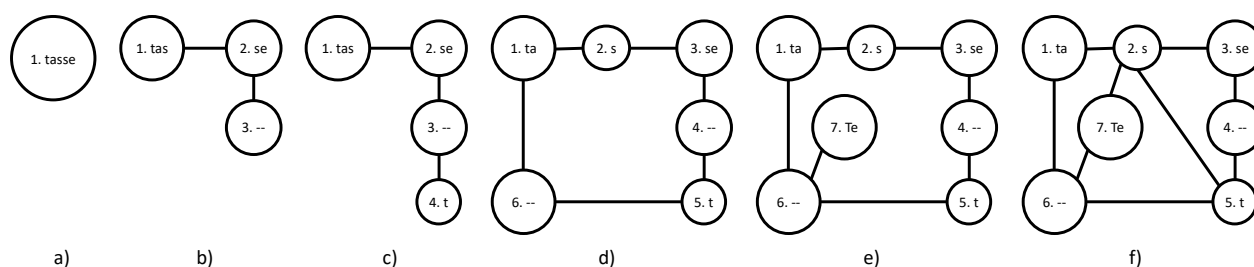 1. tasse
1. tas 2. se
3. --
1. tas 2. se
3. --
4. t
1. ta 2. s 3. se
4. --
6. -- 5. t
1. ta 2. s 3. se
7. Te 4. --
6. -- 5. t
1. ta 2. s 3. se
7. Te 4. --
6. -- 5. t
a) b) c) d) e) f)